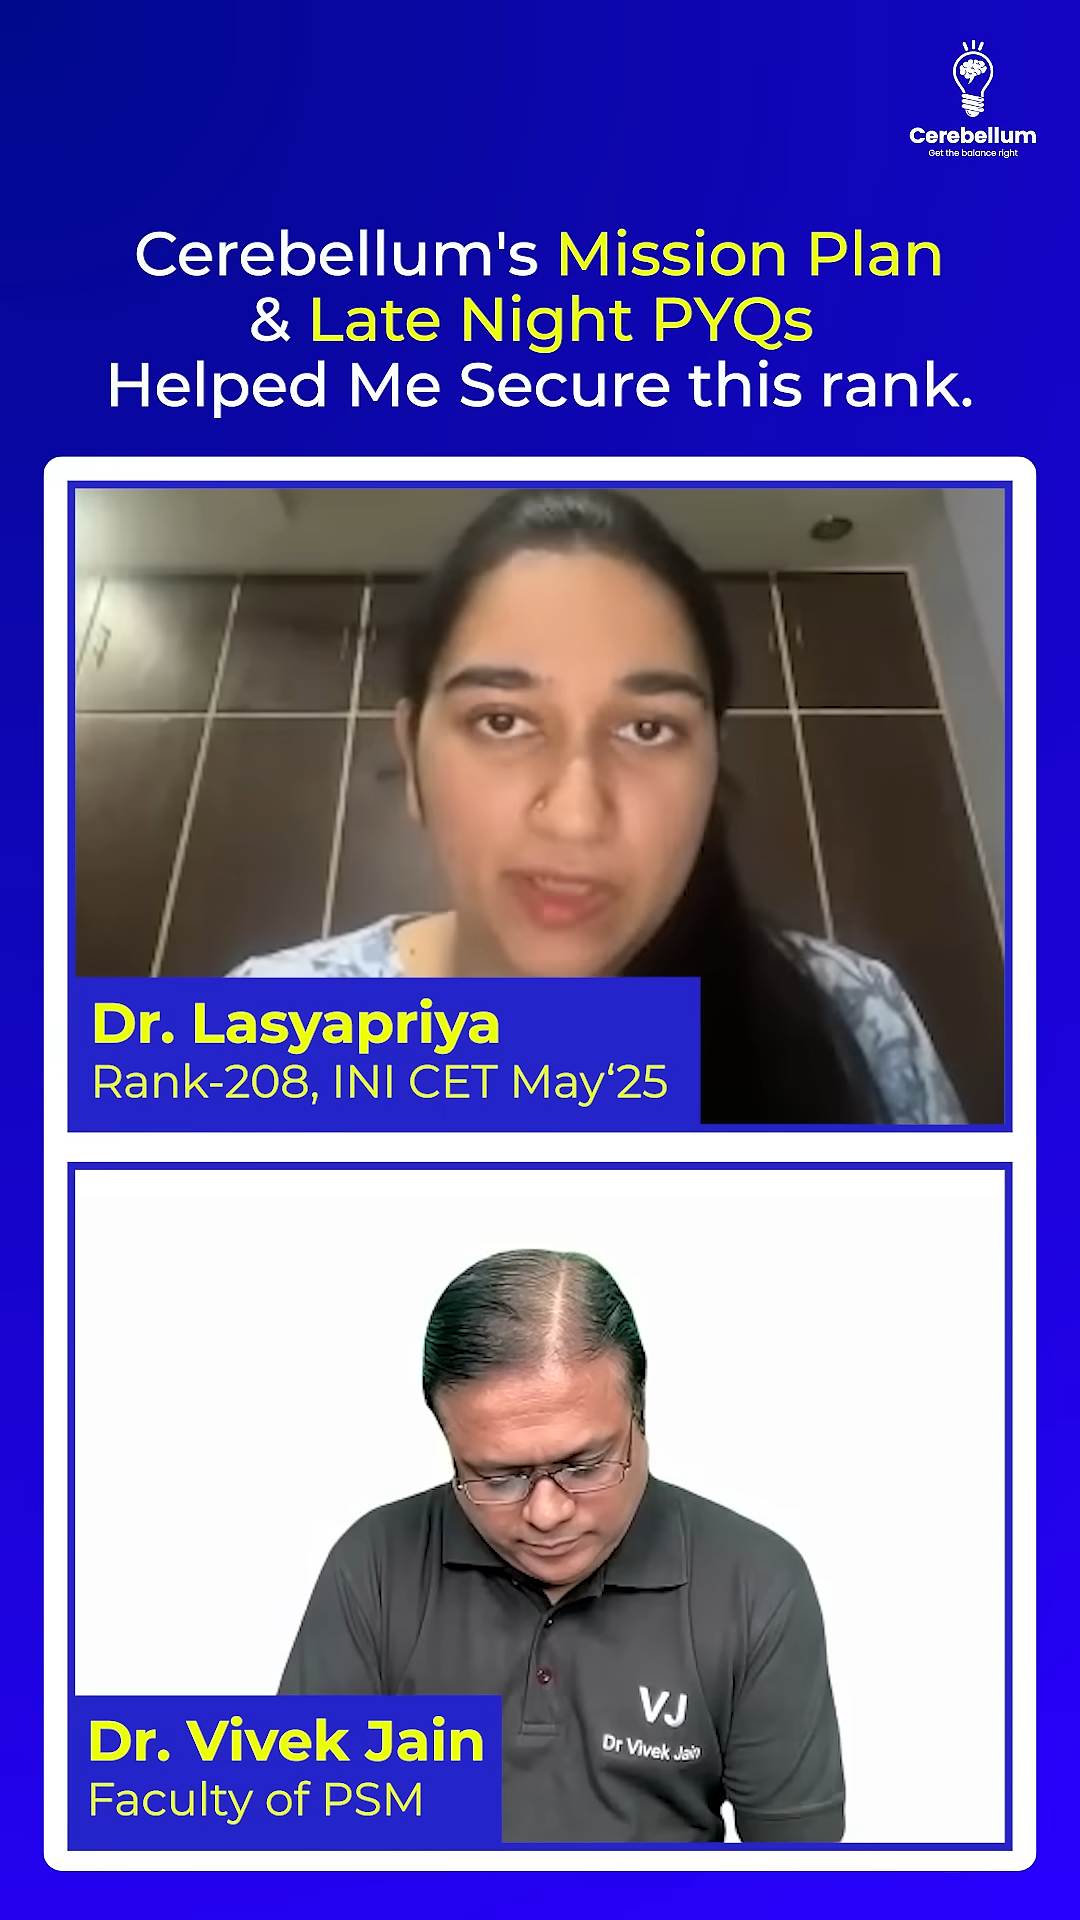 Cerebellum
Get the balance right
Cerebellum's Mission Plan
& Late Night PYQs
Helped Me Secure this rank.
Dr. Lasyapriya
Rank-208, INI CET May‘25
VJ
Dr Vivek Jain
Dr. Vivek Jain
Faculty of PSM